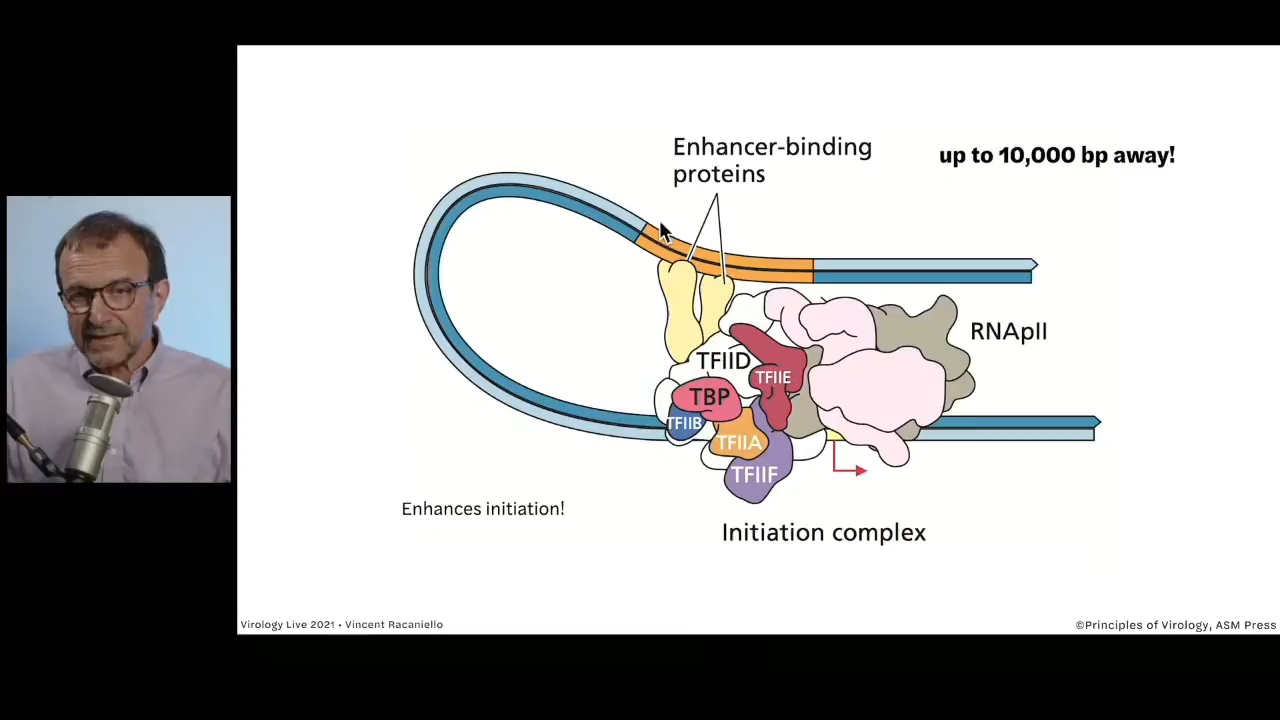 Enhancer-binding
proteins
up to 10,000 bp away!
RNApII
TFIID
TFIIE
TBP
TFIIB
TFIIA
TFIIF
Enhances initiation!
Initiation complex
Virology Live 2021 • Vincent Racaniello
©Principles of Virology, ASM Press